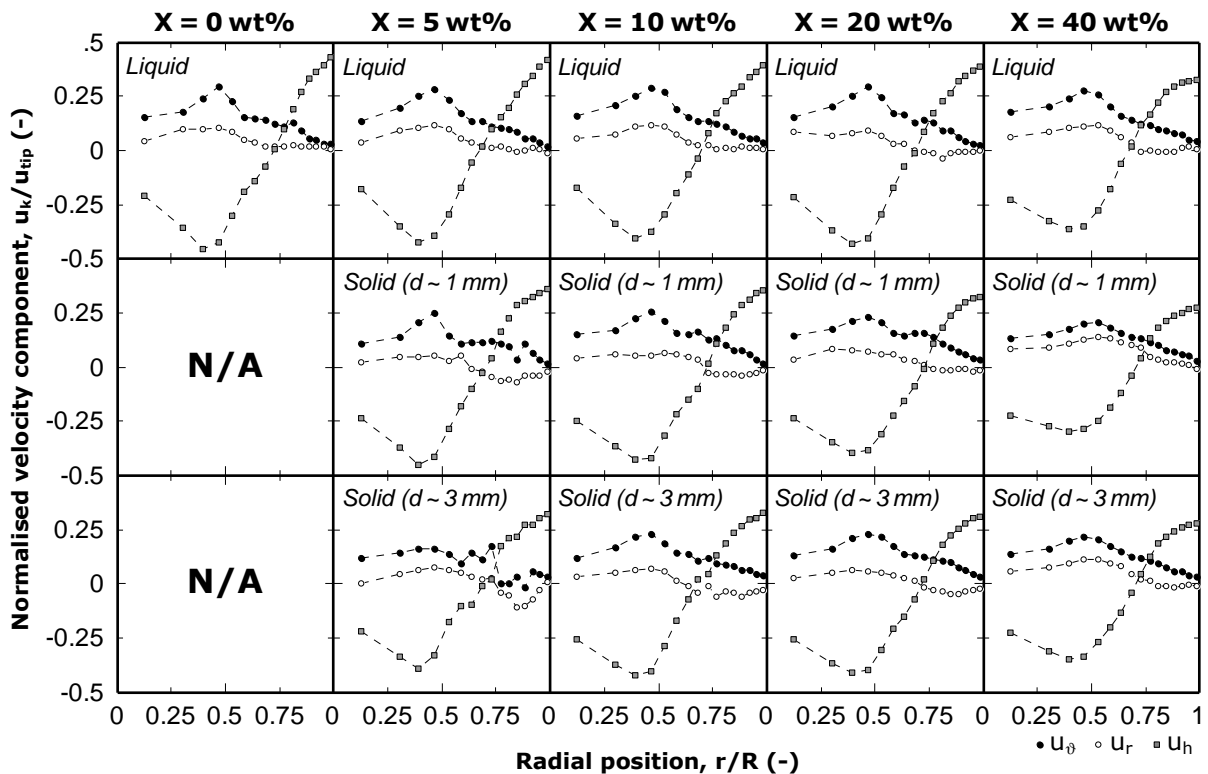 X = 0 wt% X = 5 wt% X = 10 wt% X = 20 wt% X = 40 wt%
Normalised velocity component, uₖ/uₜᵢₚ (-)
.5
Liquid Liquid Liquid Liquid Liquid
0.25
0
-0.25
-0.5
Solid (d ~ 1 mm) Solid (d ~ 1 mm) Solid (d ~ 1 mm) Solid (d ~ 1 mm)
0.25
N/A
0
-0.25
-0.5
Solid (d ~ 3 mm) Solid (d ~ 3 mm) Solid (d ~ 3 mm) Solid (d ~ 3 mm)
0.25
N/A
0
-0.25
-0.5
0 0.25 0.5 0.75 0 0.25 0.5 0.75 0 0.25 0.5 0.75 0 0.25 0.5 0.75 0 0.25 0.5 0.75 1
Radial position, r/R (-)
u_ϑ u_r u_h